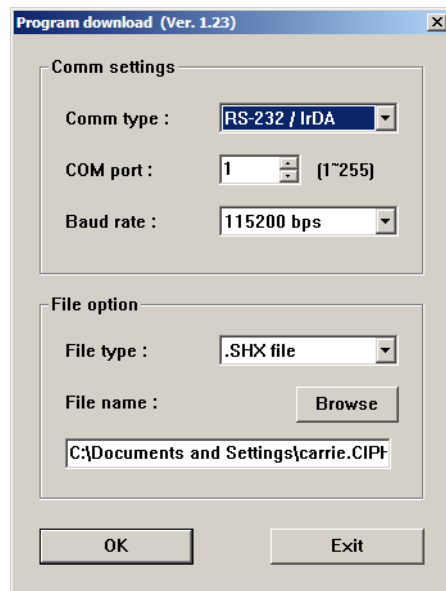 Program download (Ver. 1.23)
Comm settings
Comm type : RS-232 / IrDA
COM port : 1 (1~255)
Baud rate : 115200 bps
File option
File type : .SHX file
File name : Browse
C:\Documents and Settings\carrie.CIPH
OK Exit